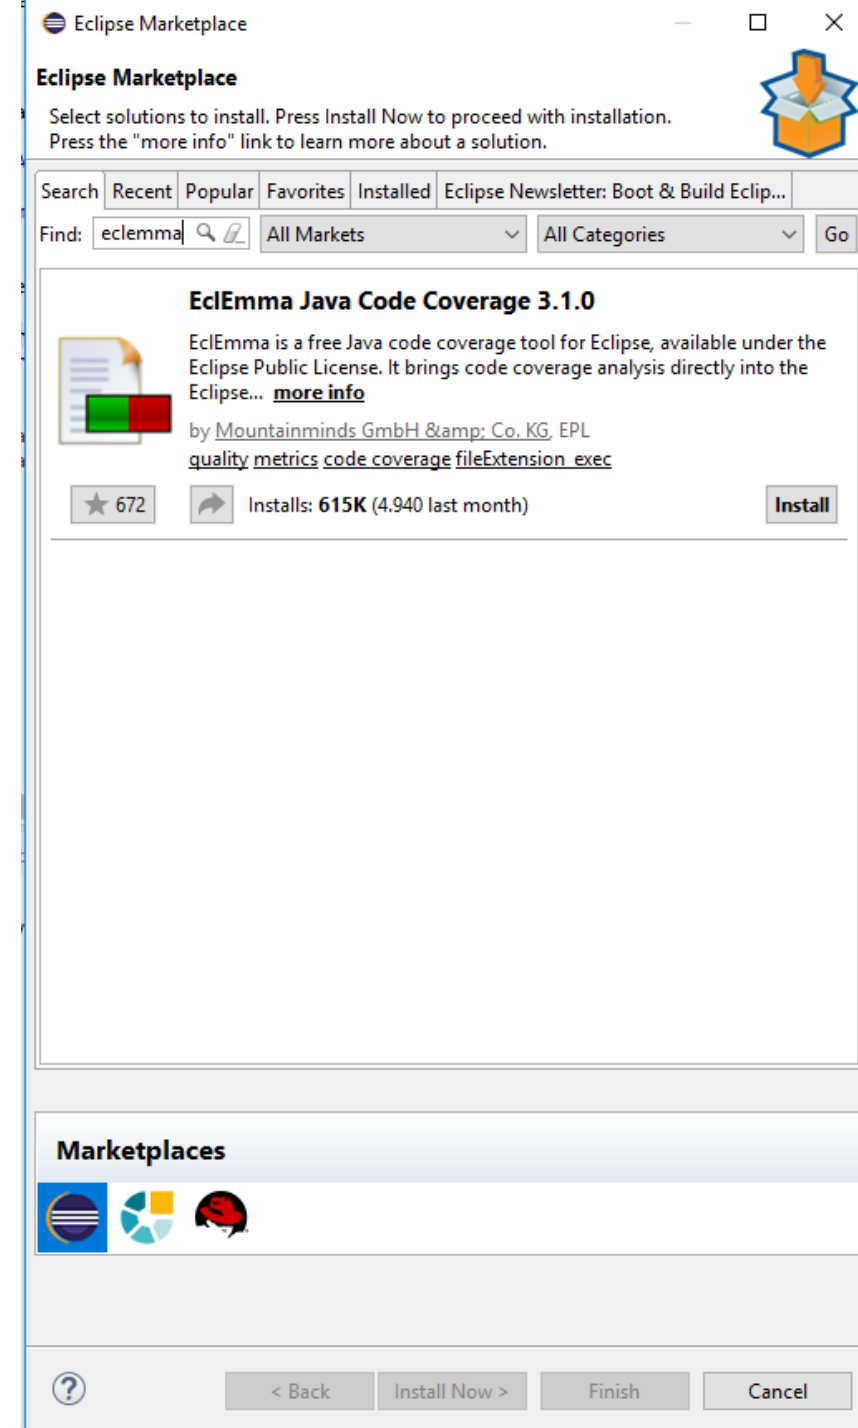 Eclipse Marketplace
Eclipse Marketplace
Select solutions to install. Press Install Now to proceed with installation.
Press the "more info" link to learn more about a solution.
Search Recent Popular Favorites Installed Eclipse Newsletter: Boot & Build Eclip...
Find: eclemma All Markets All Categories Go
EclEmma Java Code Coverage 3.1.0
EclEmma is a free Java code coverage tool for Eclipse, available under the
Eclipse Public License. It brings code coverage analysis directly into the
Eclipse... more info
by Mountainminds GmbH &amp; Co. KG, EPL
quality metrics code coverage fileExtension_exec
672 Installs: 615K (4.940 last month) Install
Marketplaces
? < Back Install Now > Finish Cancel